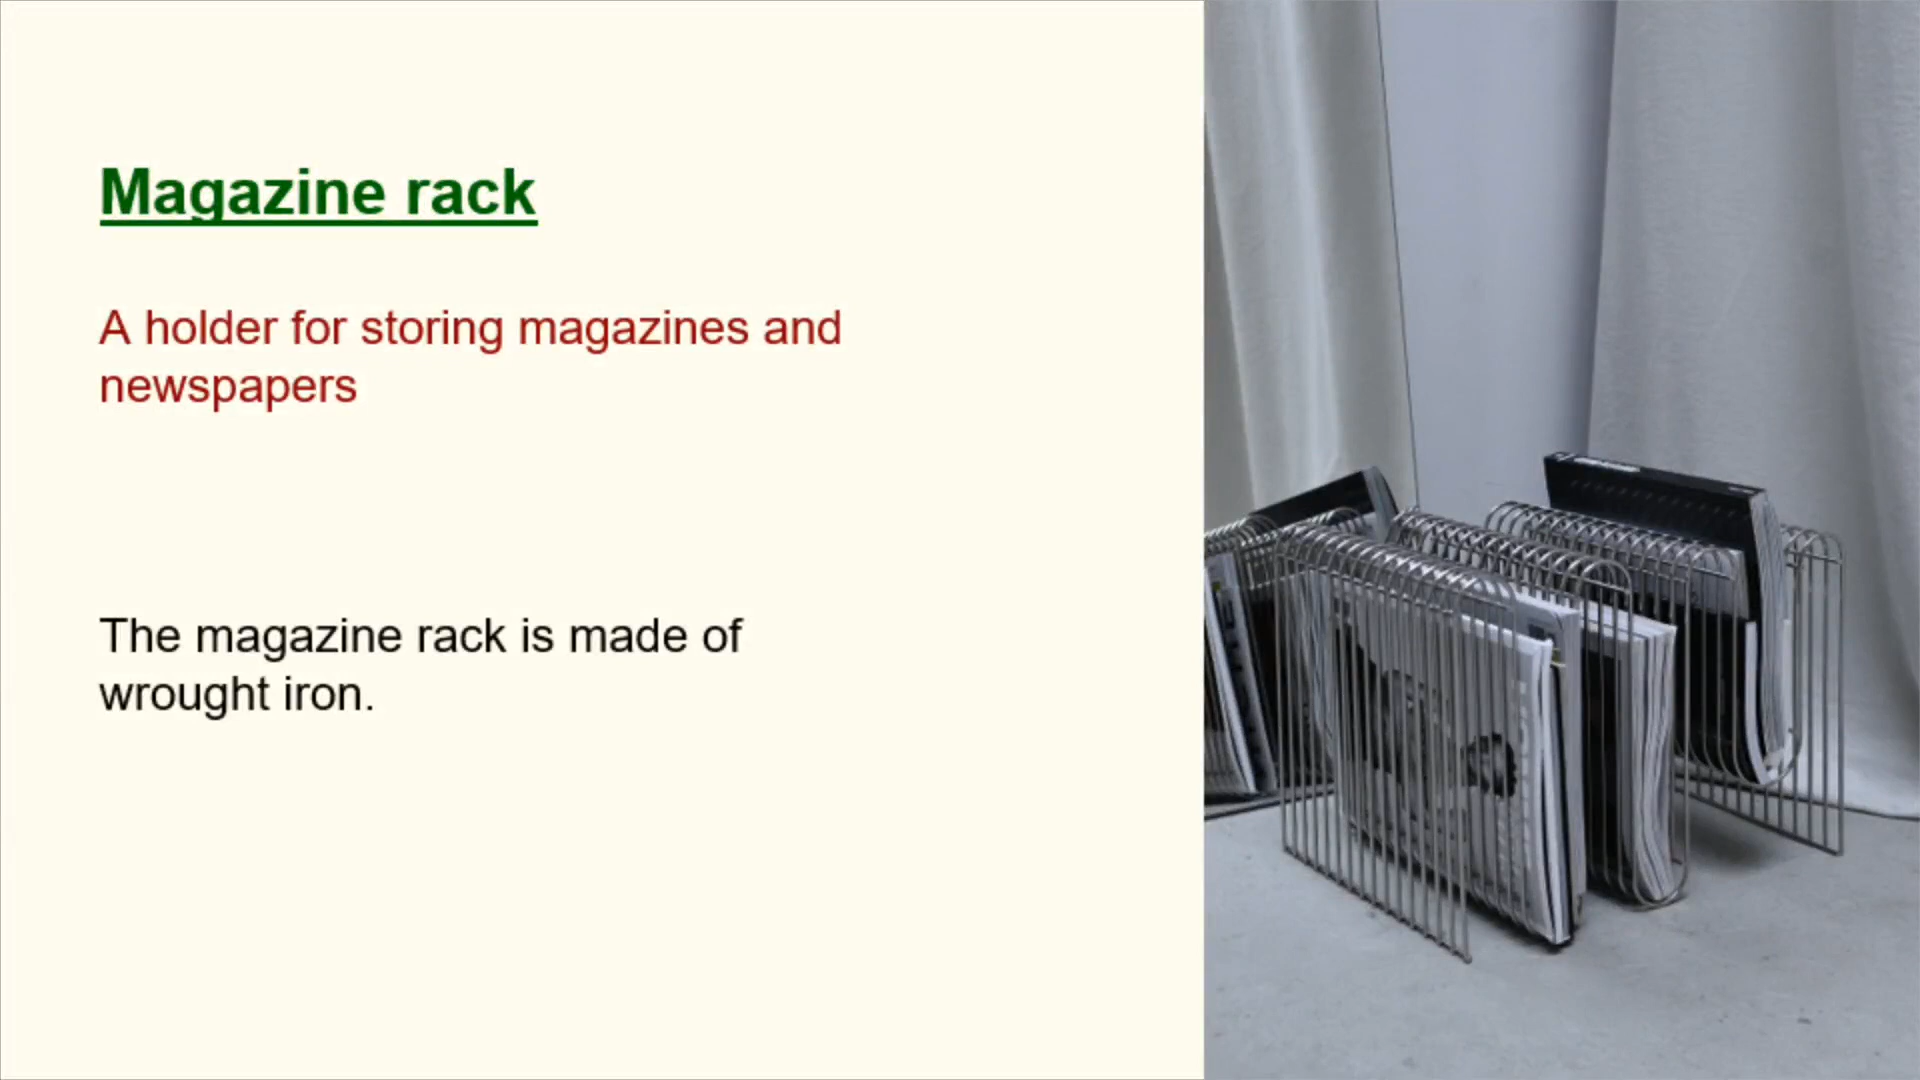 Magazine rack
A holder for storing magazines and
newspapers
The magazine rack is made of
wrought iron.